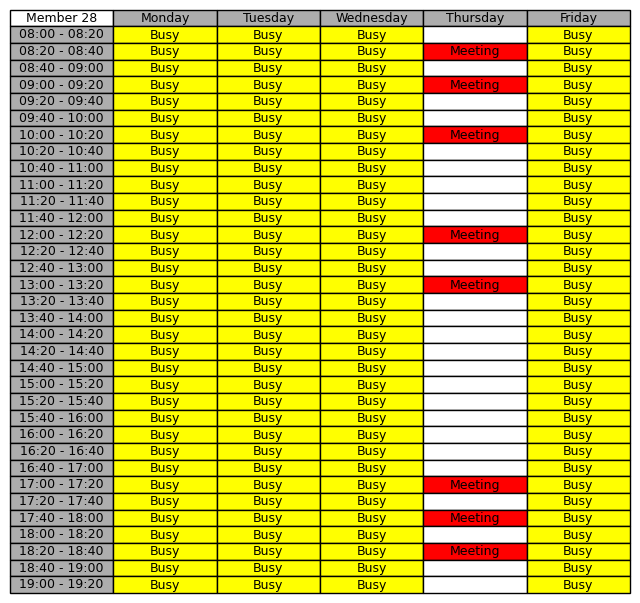 Member 28 Monday Tuesday Wednesday Thursday Friday
08:00 - 08:20 Busy Busy Busy Busy
08:20 - 08:40 Busy Busy Busy Meeting Busy
08:40 - 09:00 Busy Busy Busy Busy
09:00 - 09:20 Busy Busy Busy Meeting Busy
09:20 - 09:40 Busy Busy Busy Busy
09:40 - 10:00 Busy Busy Busy Busy
10:00 - 10:20 Busy Busy Busy Meeting Busy
10:20 - 10:40 Busy Busy Busy Busy
10:40 - 11:00 Busy Busy Busy Busy
11:00 - 11:20 Busy Busy Busy Busy
11:20 - 11:40 Busy Busy Busy Busy
11:40 - 12:00 Busy Busy Busy Busy
12:00 - 12:20 Busy Busy Busy Meeting Busy
12:20 - 12:40 Busy Busy Busy Busy
12:40 - 13:00 Busy Busy Busy Busy
13:00 - 13:20 Busy Busy Busy Meeting Busy
13:20 - 13:40 Busy Busy Busy Busy
13:40 - 14:00 Busy Busy Busy Busy
14:00 - 14:20 Busy Busy Busy Busy
14:20 - 14:40 Busy Busy Busy Busy
14:40 - 15:00 Busy Busy Busy Busy
15:00 - 15:20 Busy Busy Busy Busy
15:20 - 15:40 Busy Busy Busy Busy
15:40 - 16:00 Busy Busy Busy Busy
16:00 - 16:20 Busy Busy Busy Busy
16:20 - 16:40 Busy Busy Busy Busy
16:40 - 17:00 Busy Busy Busy Busy
17:00 - 17:20 Busy Busy Busy Meeting Busy
17:20 - 17:40 Busy Busy Busy Busy
17:40 - 18:00 Busy Busy Busy Meeting Busy
18:00 - 18:20 Busy Busy Busy Busy
18:20 - 18:40 Busy Busy Busy Meeting Busy
18:40 - 19:00 Busy Busy Busy Busy
19:00 - 19:20 Busy Busy Busy Busy